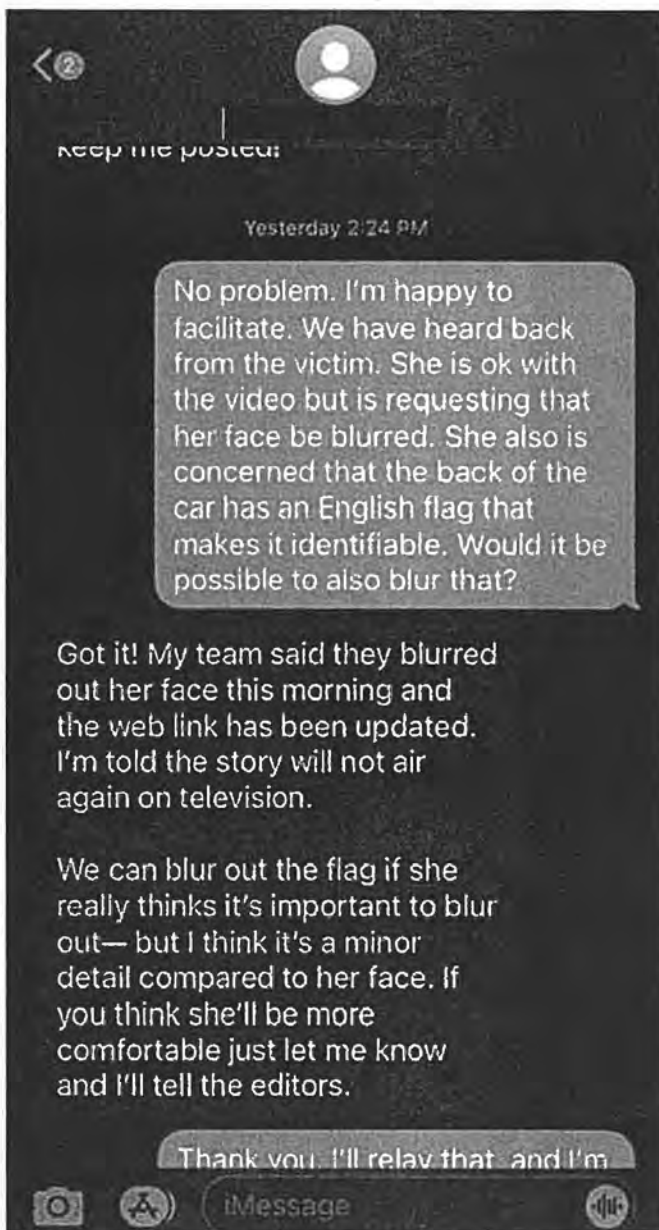 2
keep me posted!
Yesterday 2:24 PM
No problem. I'm happy to
facilitate. We have heard back
from the victim. She is ok with
the video but is requesting that
her face be blurred. She also is
concerned that the back of the
car has an English flag that
makes it identifiable. Would it be
possible to also blur that?
Got it! My team said they blurred
out her face this morning and
the web link has been updated.
I'm told the story will not air
again on television.
We can blur out the flag if she
really thinks it's important to blur
out— but I think it's a minor
detail compared to her face. If
you think she'll be more
comfortable just let me know
and I'll tell the editors.
Thank you. I'll relay that and I'm
iMessage